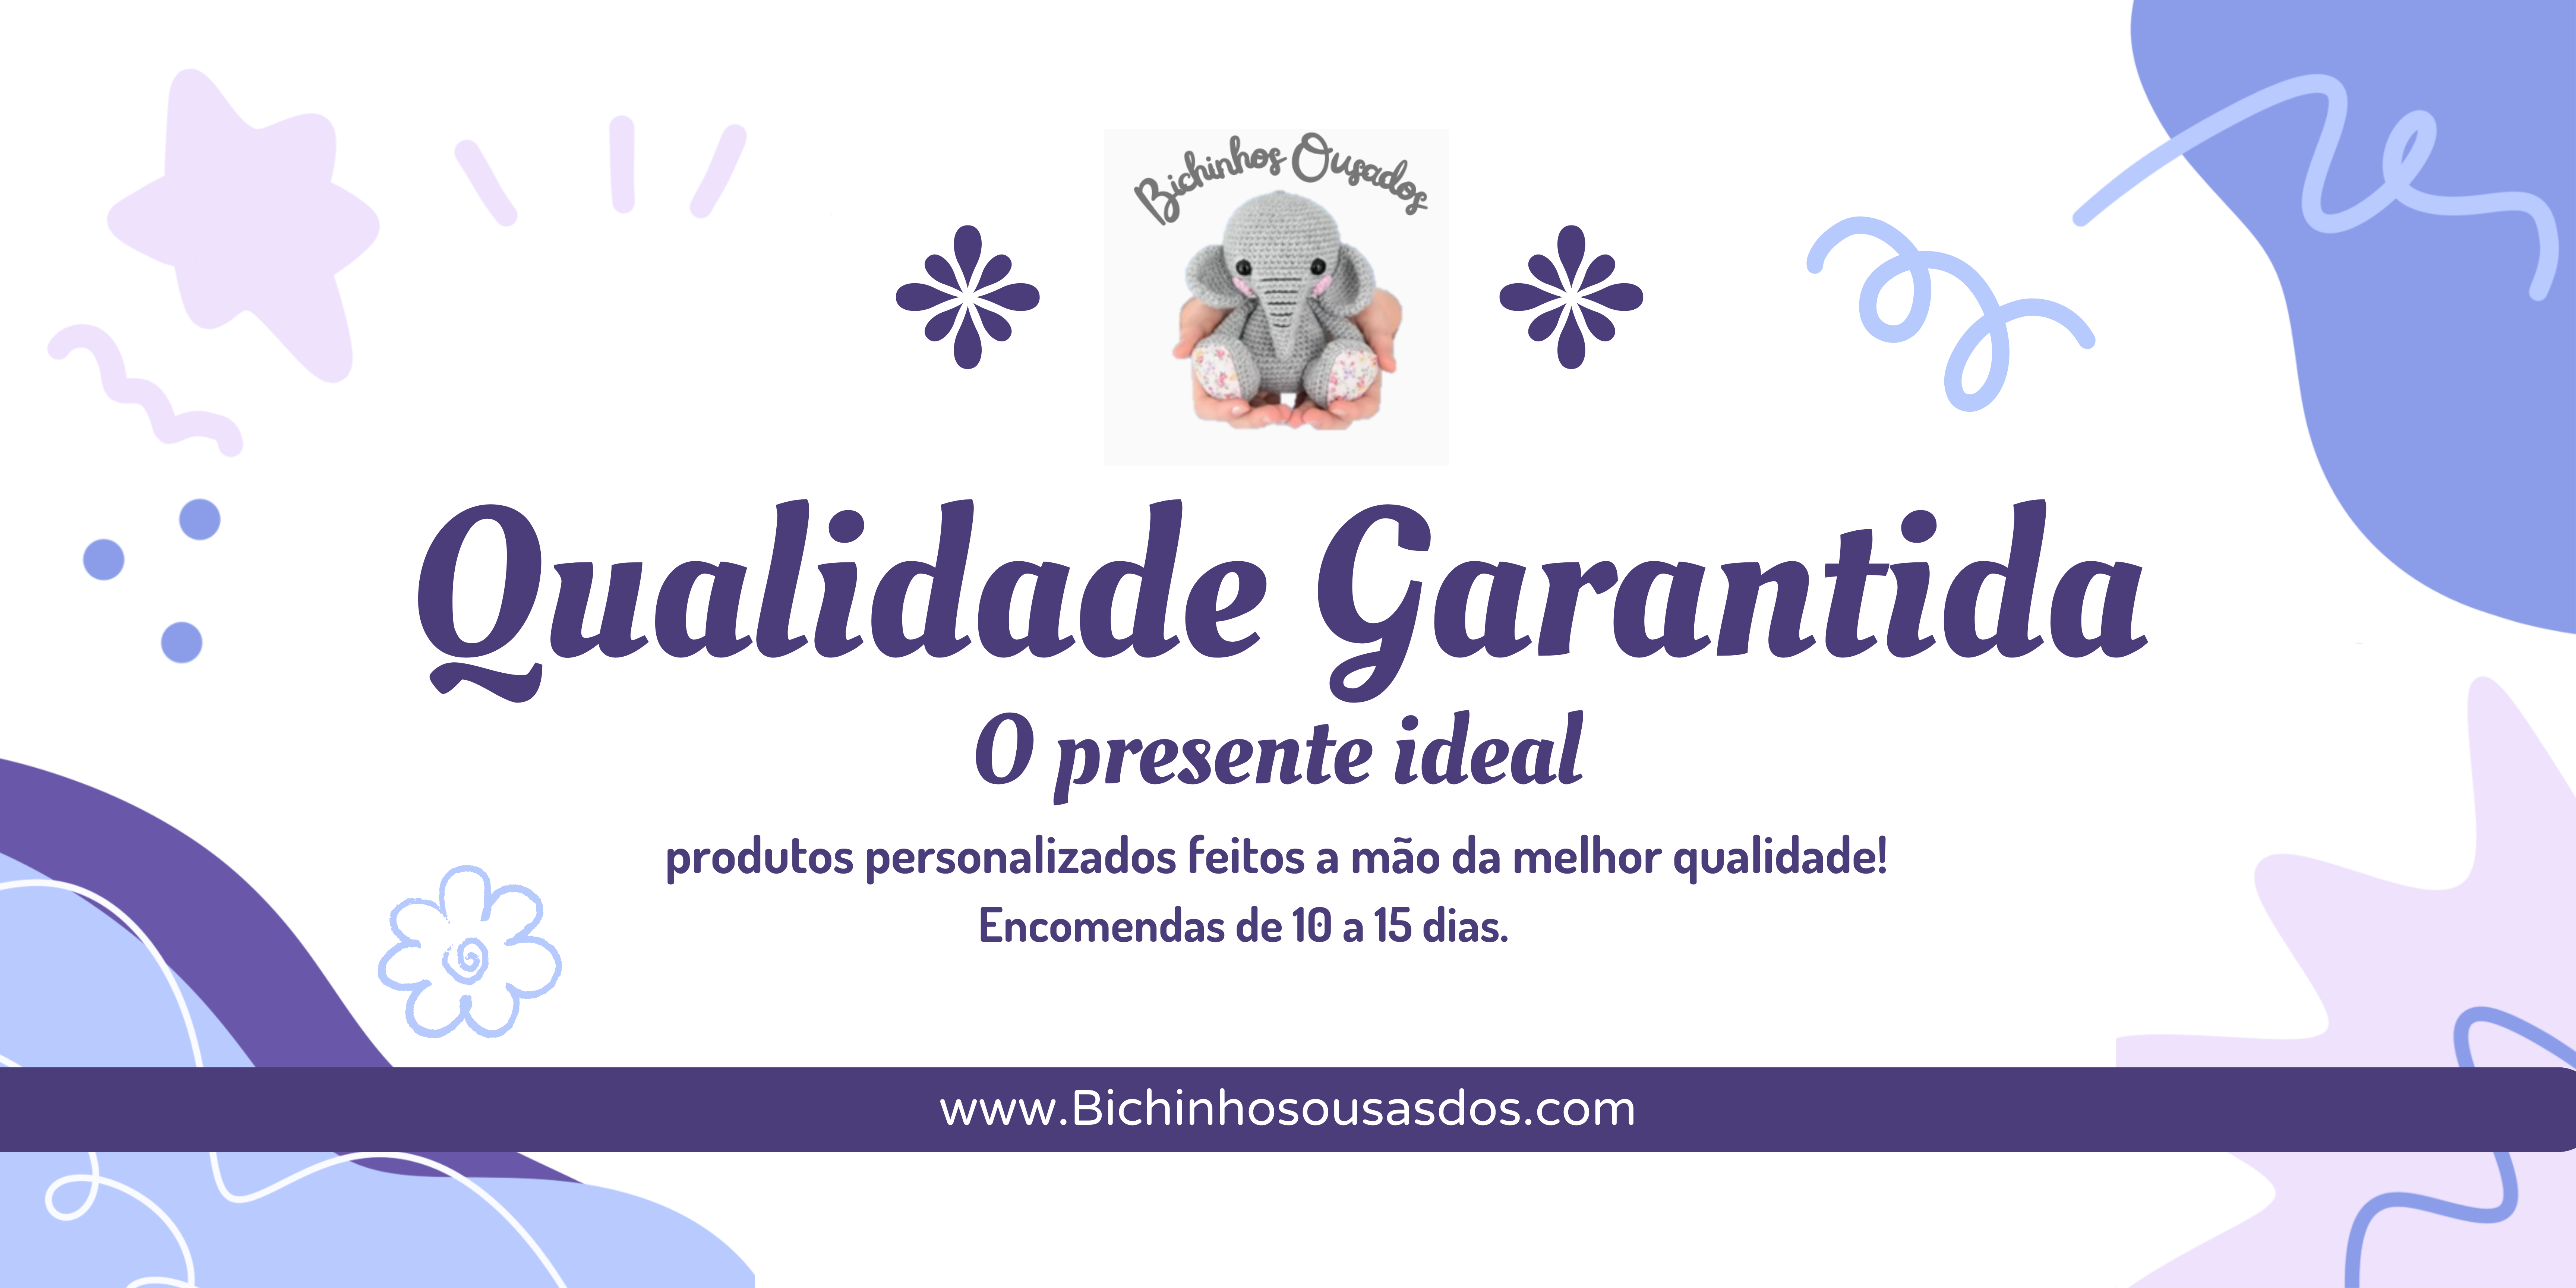 Bichinhos Ousados
Qualidade Garantida
O presente ideal
produtos personalizados feitos a mão da melhor qualidade!
Encomendas de 10 a 15 dias.
www.Bichinhosousasdos.com